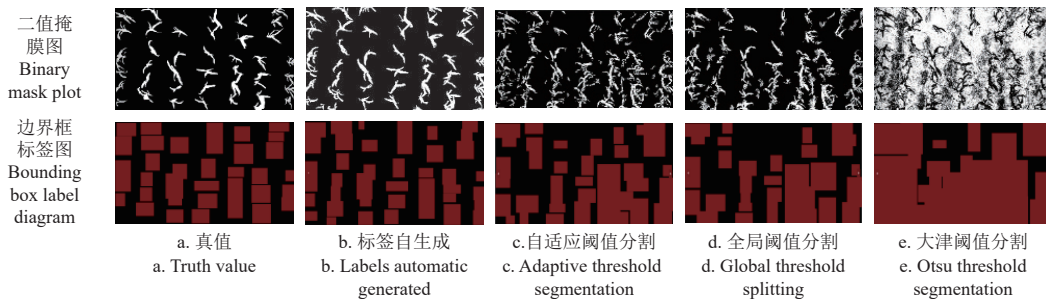 二值掩
膜图
Binary
mask plot
边界框
标签图
Bounding
box label
diagram
a. 真值
a. Truth value
b. 标签自生成
b. Labels automatic
generated
c.自适应阈值分割
c. Adaptive threshold
segmentation
d. 全局阈值分割
d. Global threshold
splitting
e. 大津阈值分割
e. Otsu threshold
segmentation